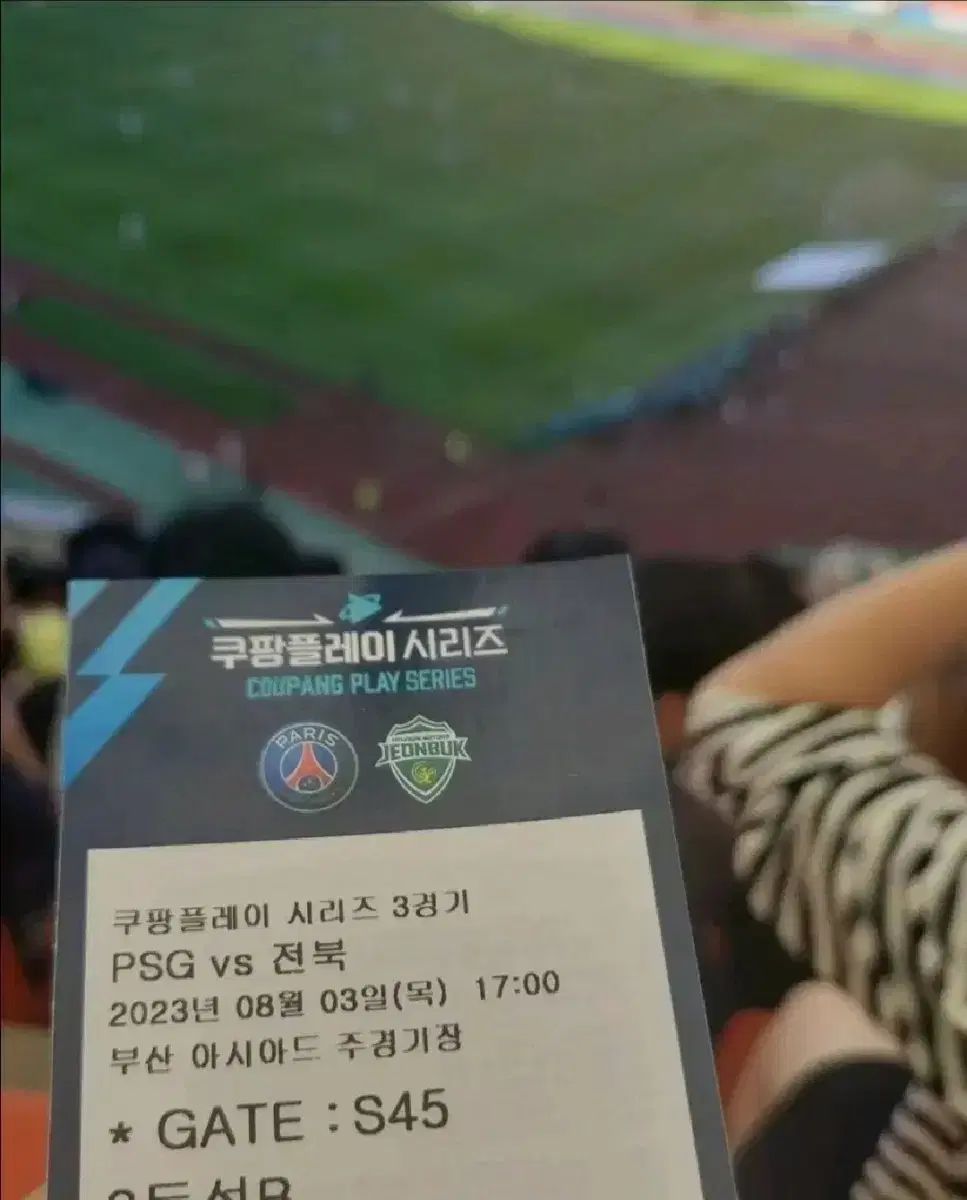 쿠팡플레이 시리즈
COUPANG PLAY SERIES
PARIS
JEONBUK
쿠팡플레이 시리즈 3경기
PSG vs 전북
2023년 08월 03일(목) 17:00
부산 아시아드 주경기장
* GATE : S45